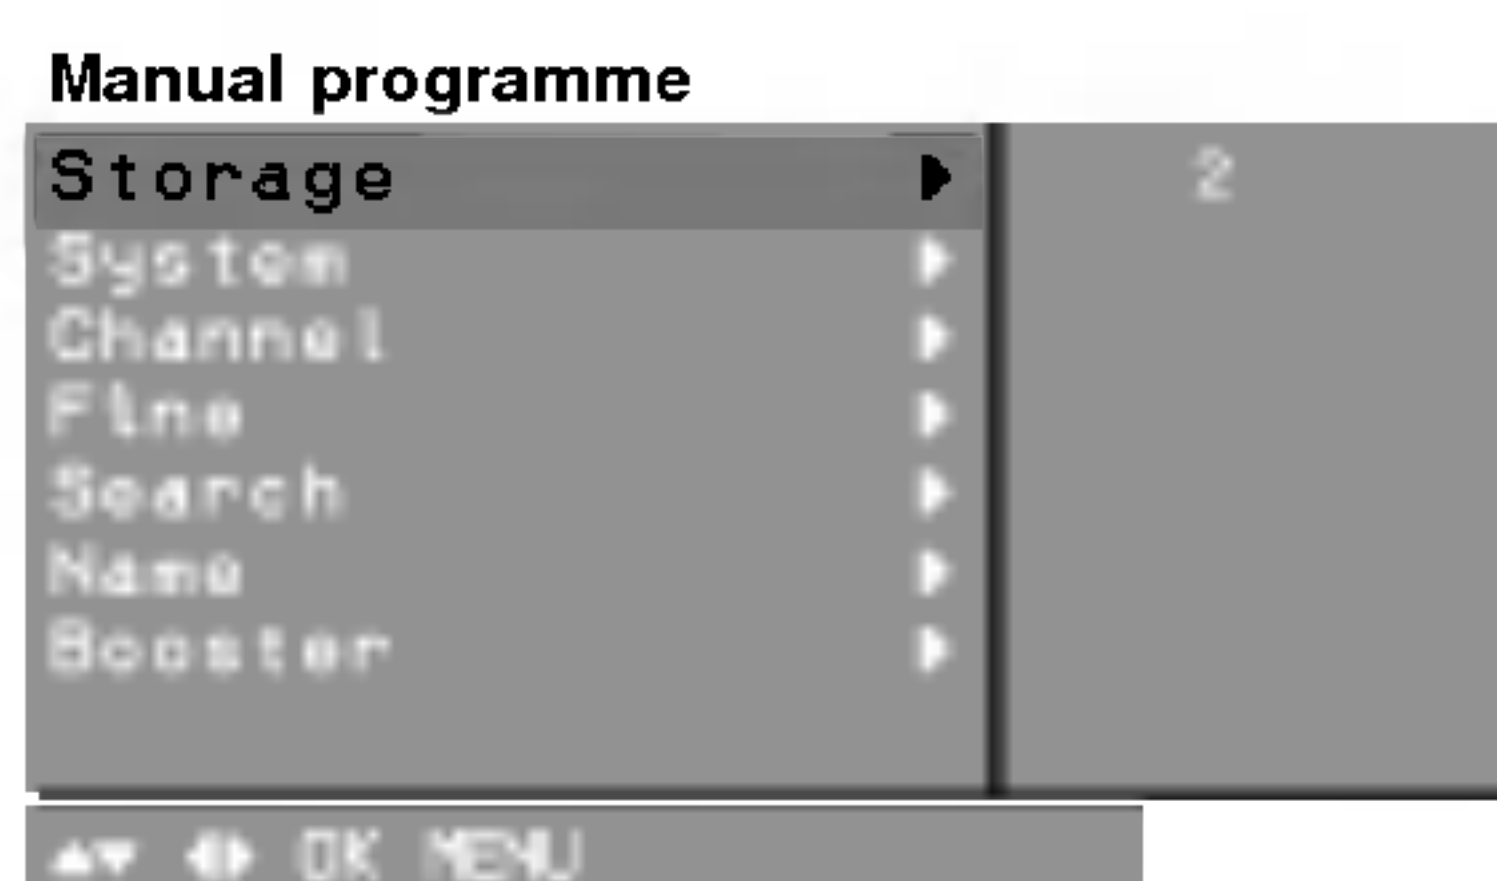 Manual programme
Storage ▶ 2
System ▶
Channel ▶
Fine ▶
Search ▶
Name ▶
Booster ▶
▲▼ ◀▶ OK MENU